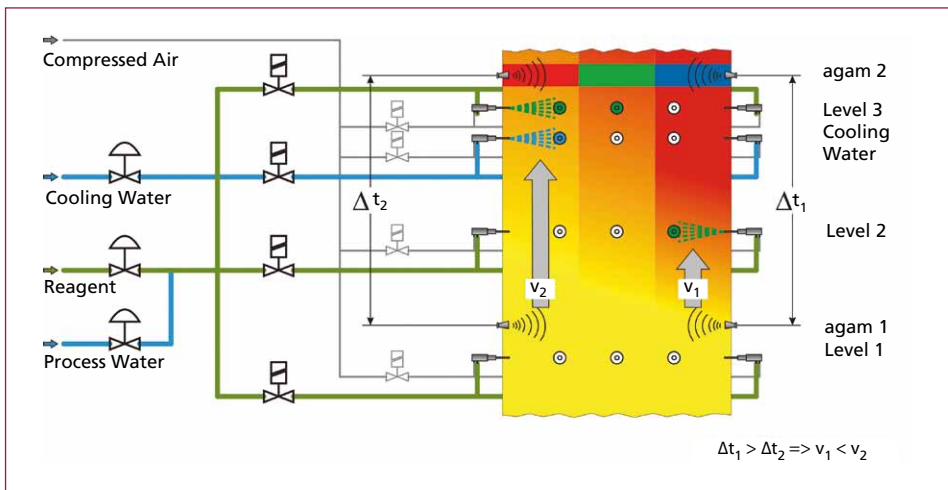 Compressed Air
Cooling Water
Reagent
Process Water
Δt₂
v₂
v₁
Δt₁
agam 2
Level 3
Cooling
Water
Level 2
agam 1
Level 1
Δt₁ > Δt₂ => v₁ < v₂